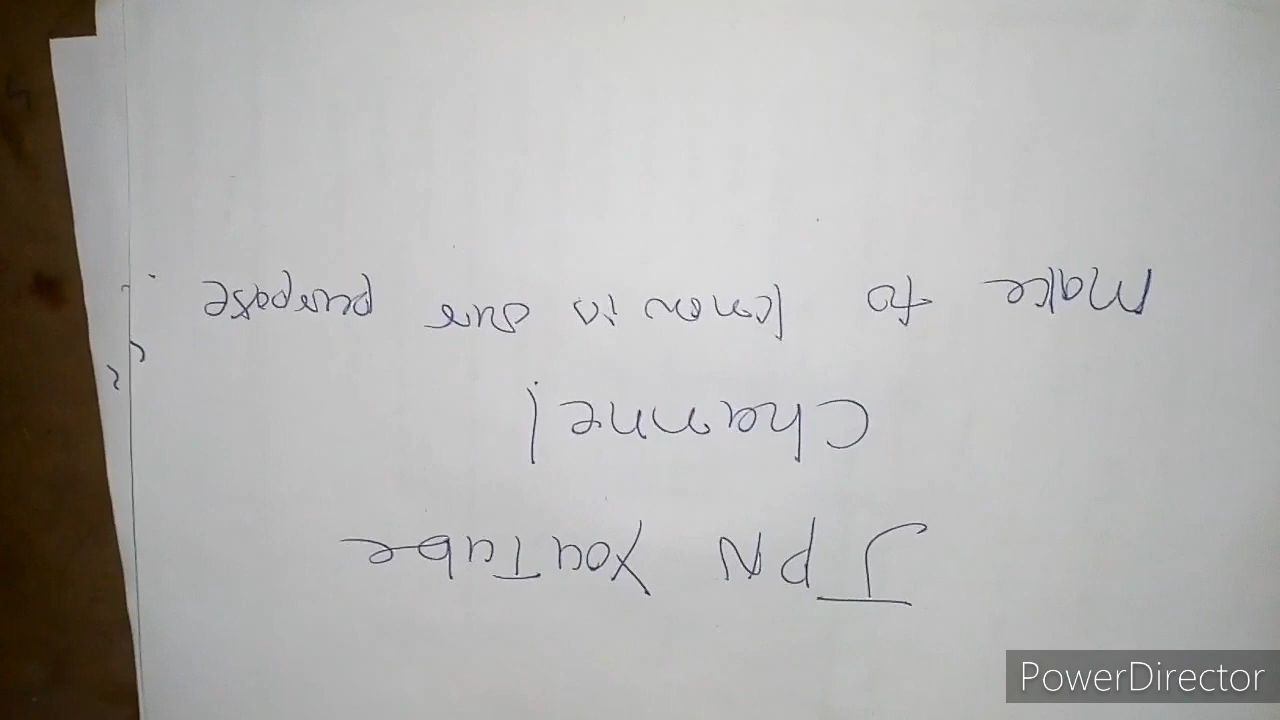 JPN YouTube
Channel
make to know is our purpose.
PowerDirector